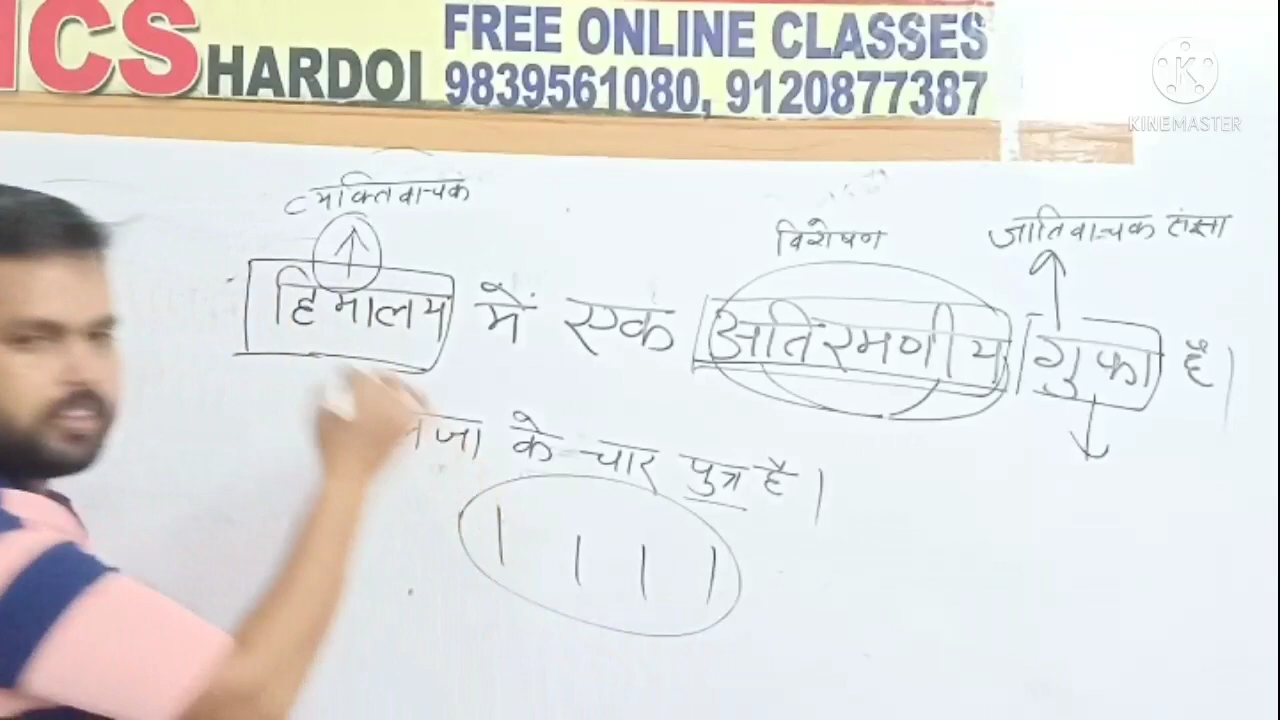 ICS HARDOI FREE ONLINE CLASSES
9839561080, 9120877387
KINEMASTER
व्यक्तिवाचक
विशेषण
जातिवाचक संज्ञा
हिमालय में एक अतिरमणीय गुफा है।
के चार पुत्र है।